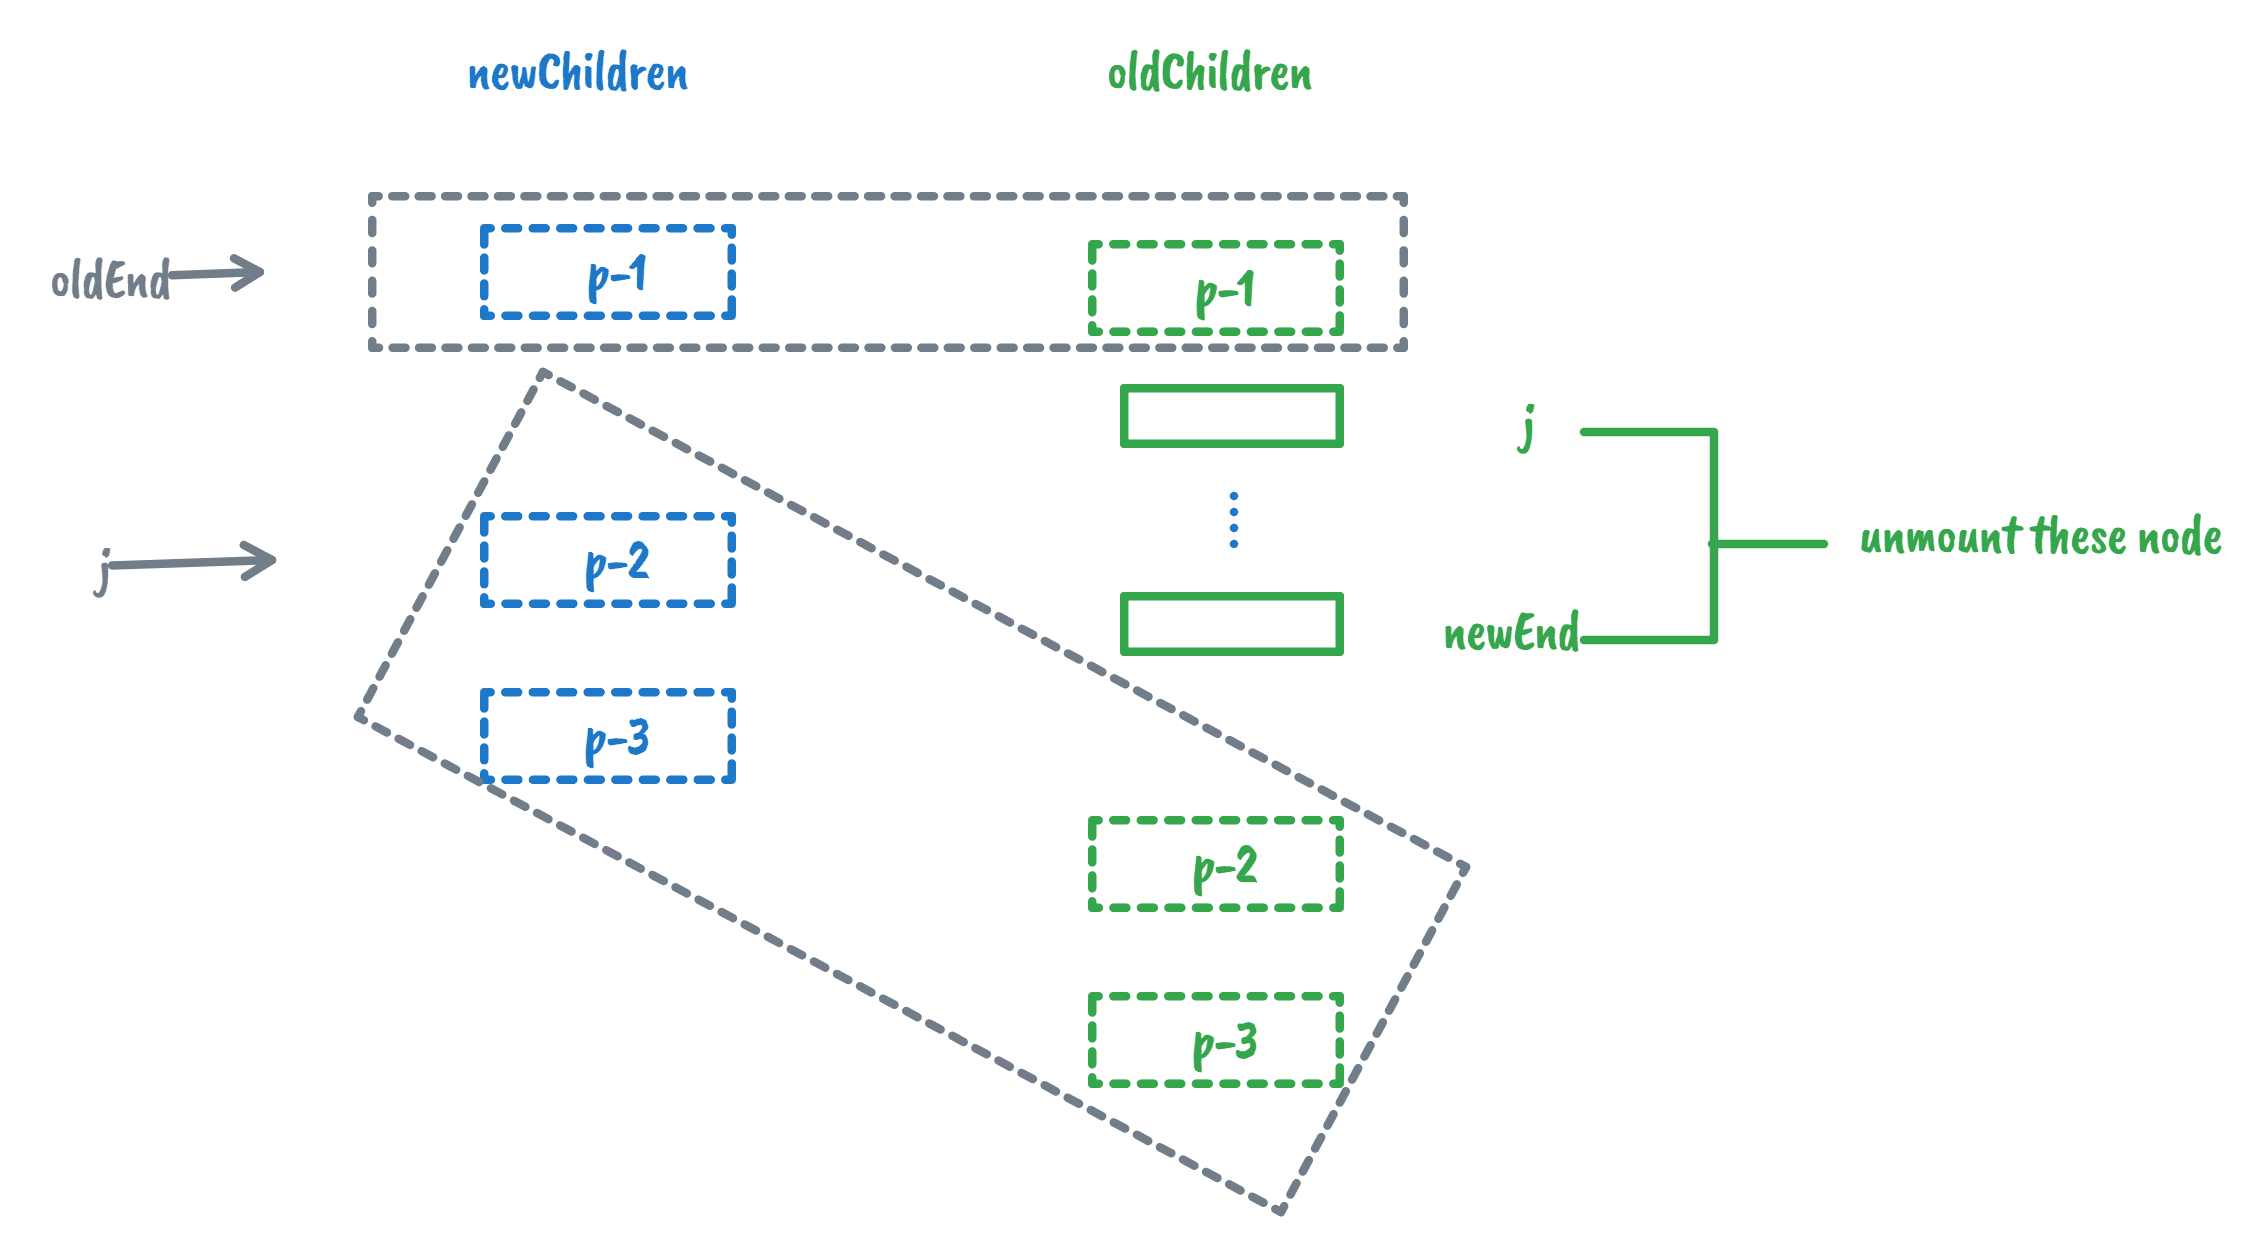 newChildren
oldChildren
oldEnd
p-1
p-1
j
j
p-2
unmount these node
newEnd
p-3
p-2
p-3